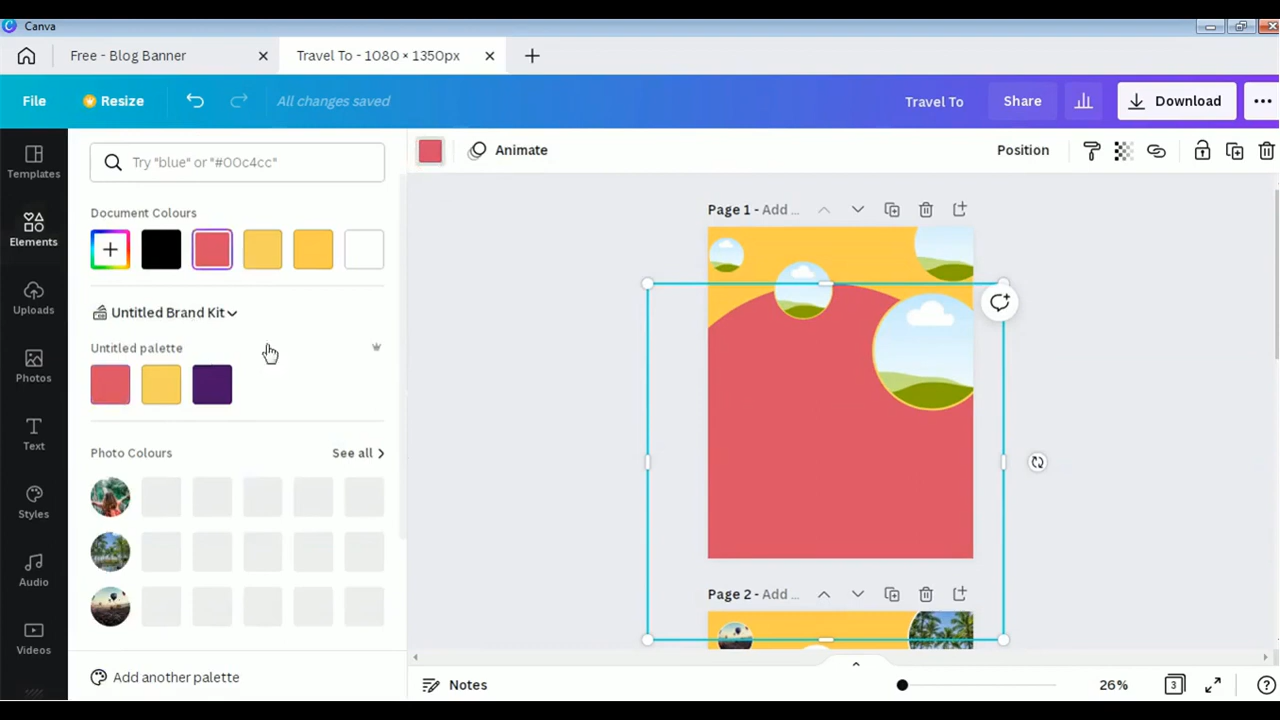 Canva
Free - Blog Banner
Travel To - 1080 × 1350px
File
Resize
All changes saved
Travel To
Share
Download
Templates
Elements
Uploads
Photos
Text
Styles
Audio
Videos
Try "blue" or "#00c4cc"
Document Colours
Untitled Brand Kit
Untitled palette
Photo Colours
See all
Add another palette
Animate
Position
Page 1 - Add ...
Page 2 - Add ...
Notes
26%
3